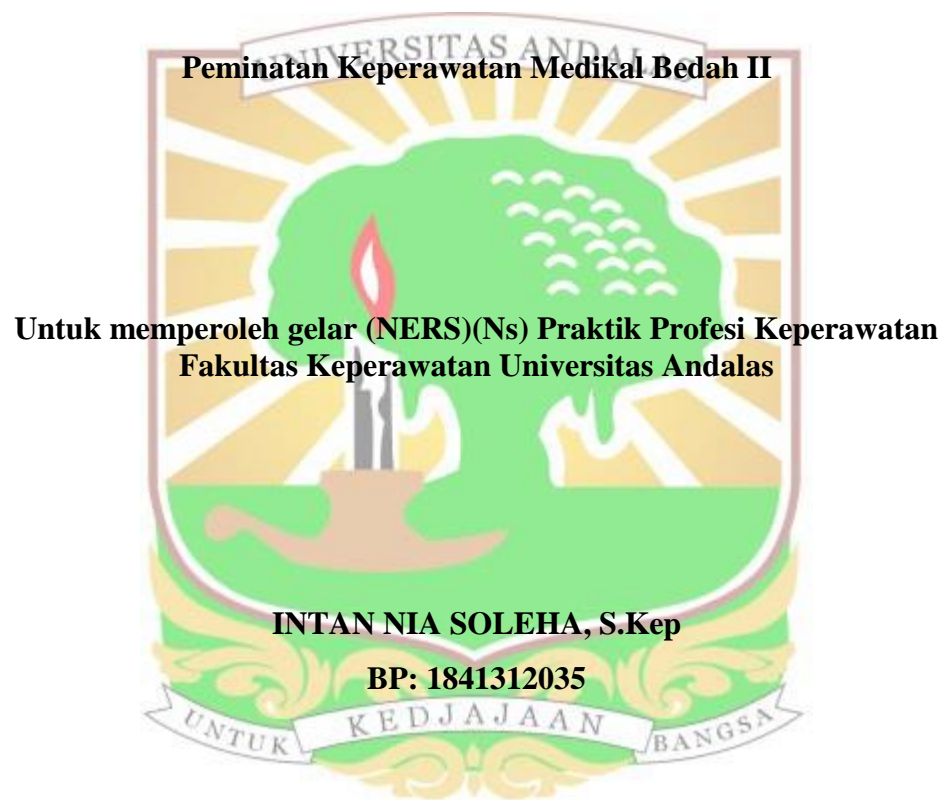 UNIVERSITAS ANDALAS
Peminatan Keperawatan Medikal Bedah II
Untuk memperoleh gelar (NERS)(Ns) Praktik Profesi Keperawatan
Fakultas Keperawatan Universitas Andalas
INTAN NIA SOLEHA, S.Kep
BP: 1841312035
UNTUK KEDJAJAAN BANGSA